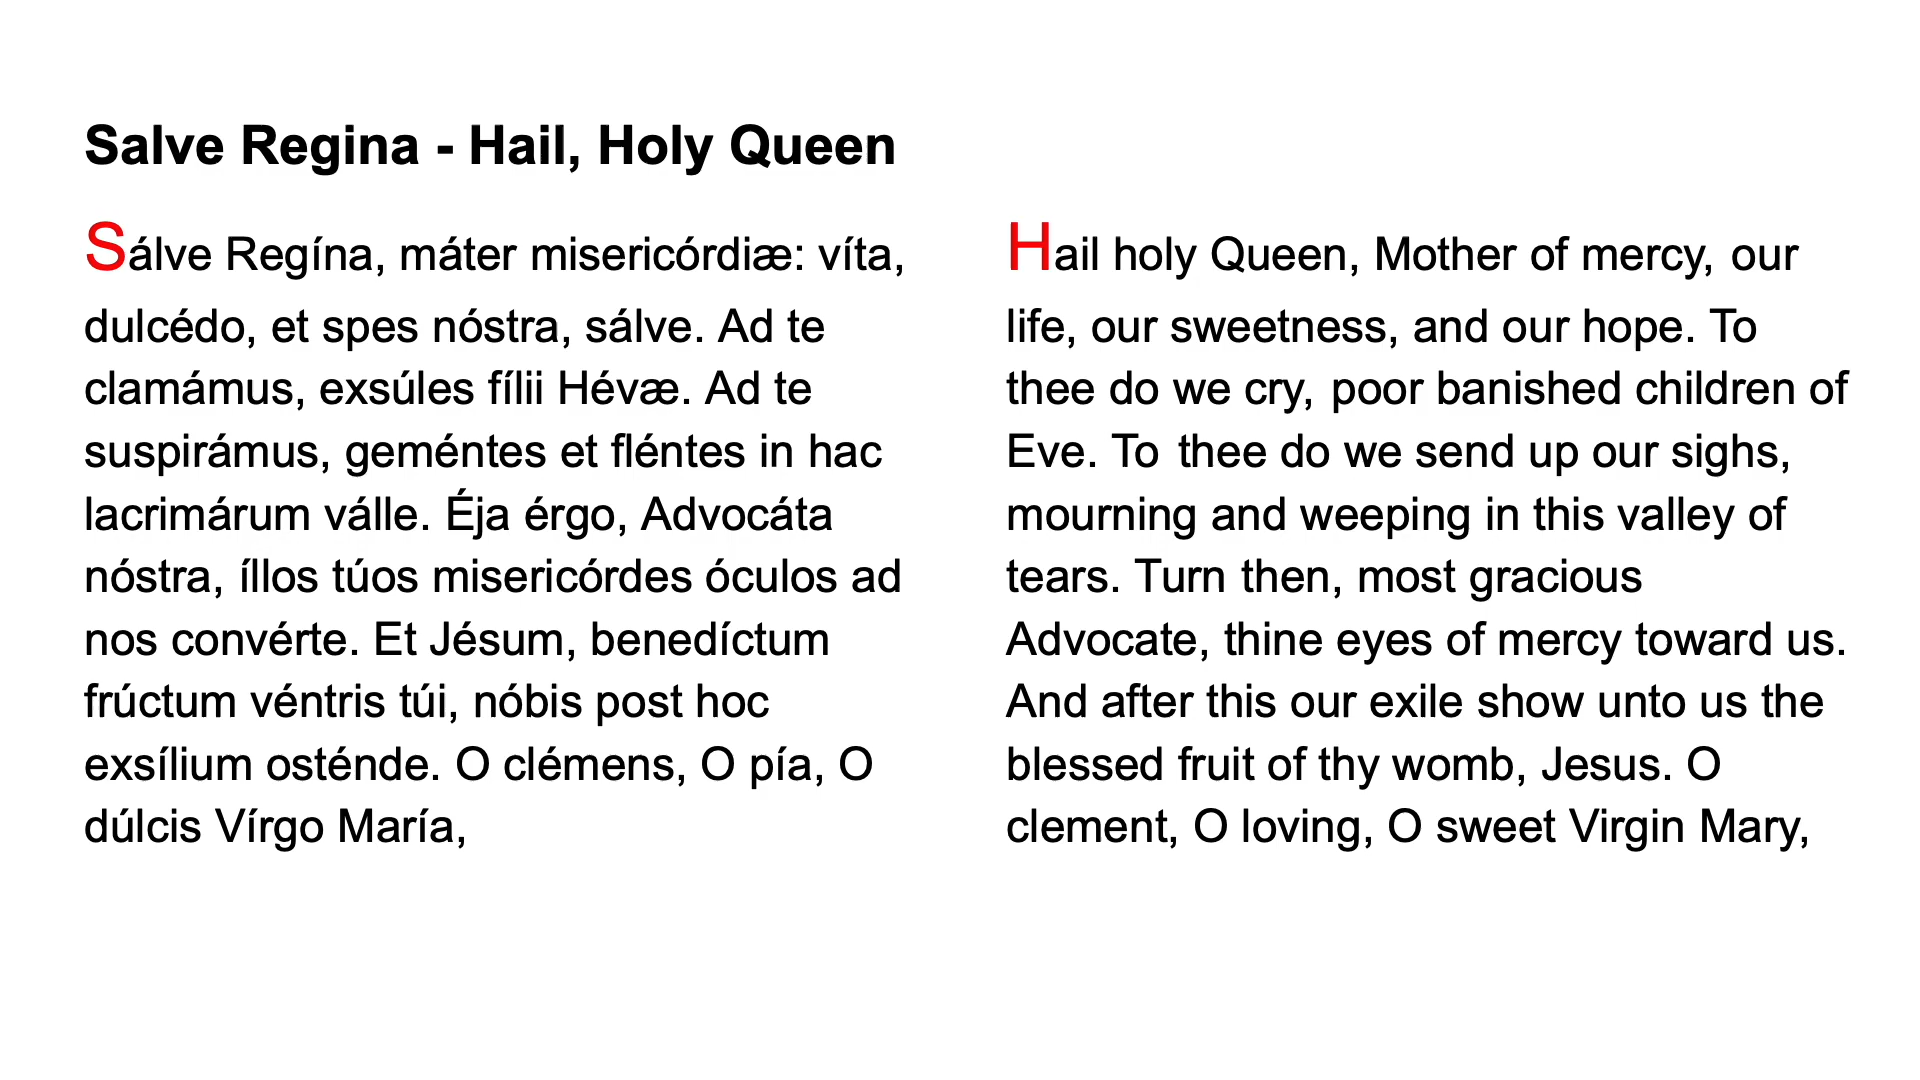 Salve Regina - Hail, Holy Queen
Sálve Regína, máter misericórdiæ: víta,
dulcédo, et spes nóstra, sálve. Ad te
clamámus, exsúles fílii Hévæ. Ad te
suspirámus, geméntes et fléntes in hac
lacrimárum válle. Éja érgo, Advocáta
nóstra, íllos túos misericórdes óculos ad
nos convérte. Et Jésum, benedíctum
frúctum véntris túi, nóbis post hoc
exsílium osténde. O clémens, O pía, O
dúlcis Vírgo María,
Hail holy Queen, Mother of mercy, our
life, our sweetness, and our hope. To
thee do we cry, poor banished children of
Eve. To thee do we send up our sighs,
mourning and weeping in this valley of
tears. Turn then, most gracious
Advocate, thine eyes of mercy toward us.
And after this our exile show unto us the
blessed fruit of thy womb, Jesus. O
clement, O loving, O sweet Virgin Mary,